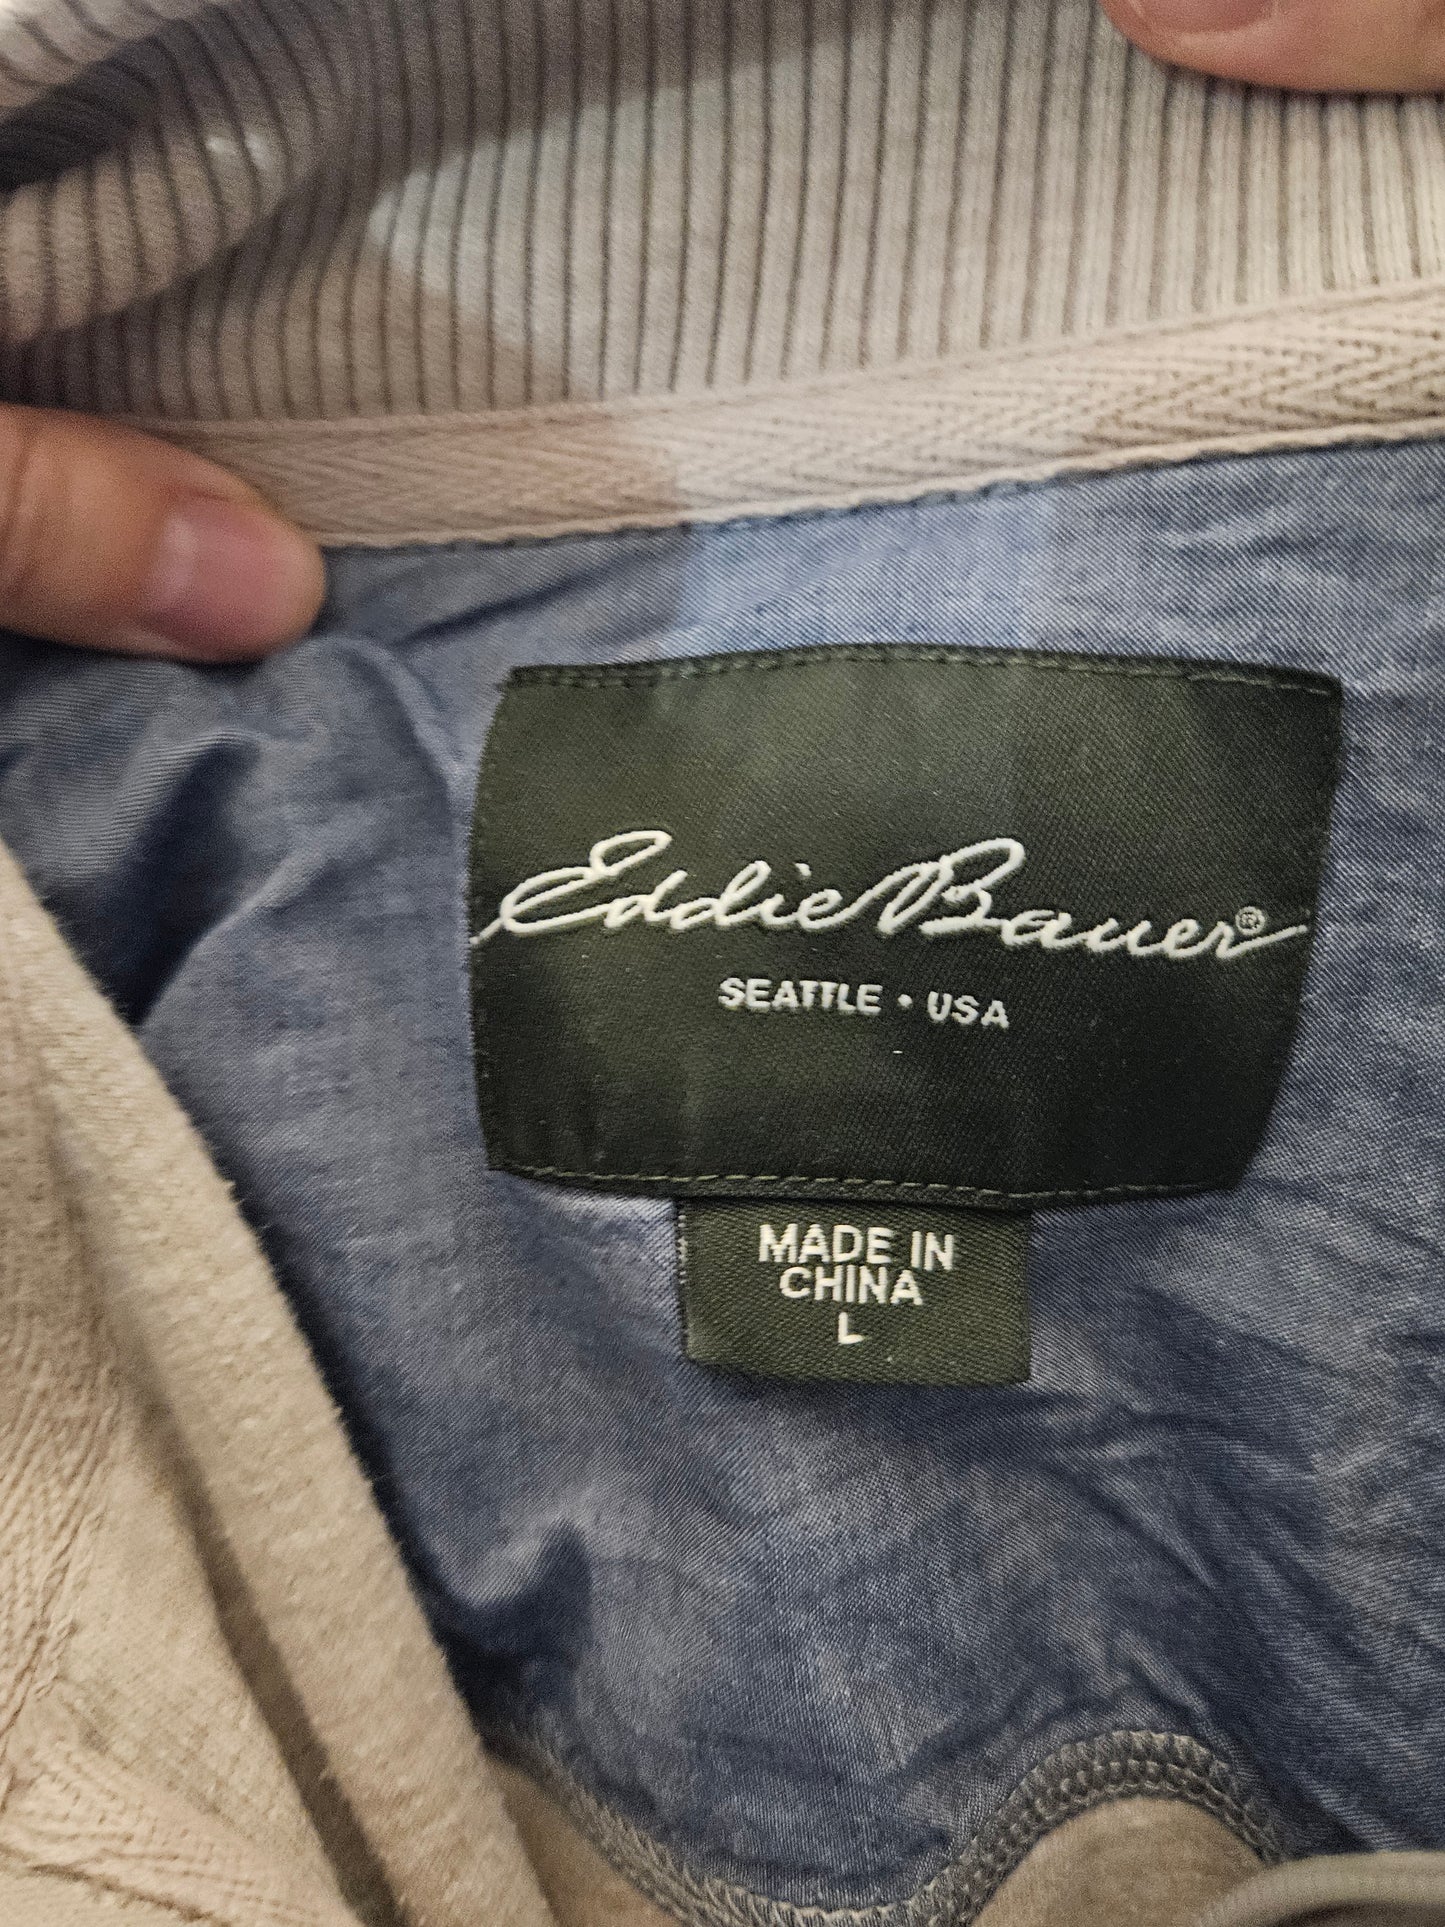 Eddie Bauer®
SEATTLE • USA
MADE IN
CHINA
L